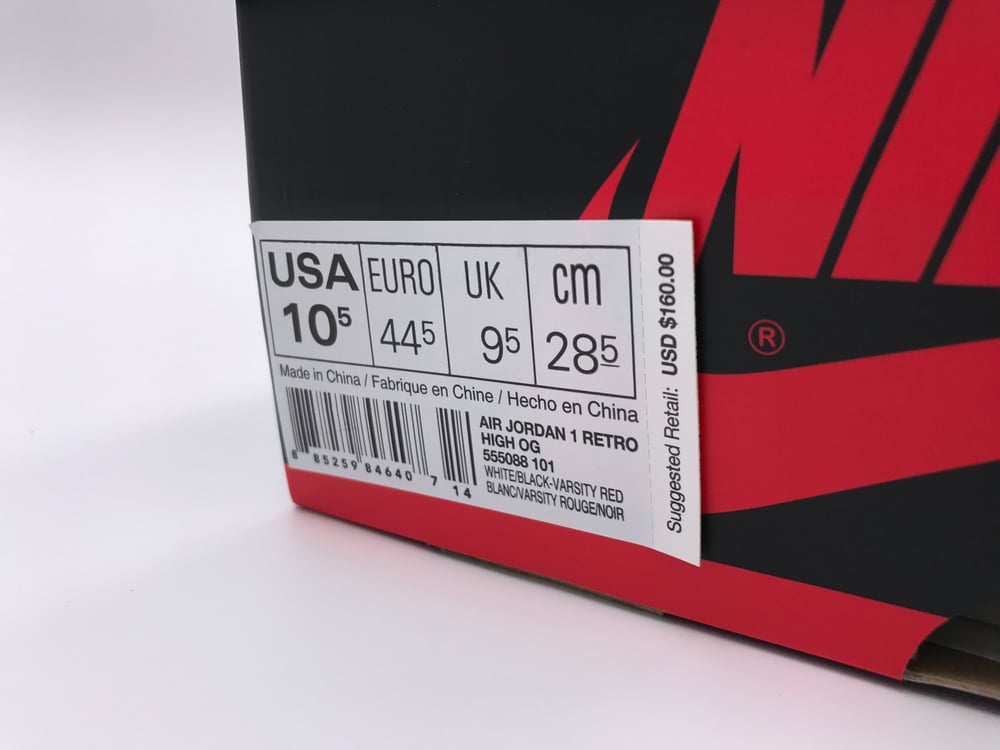 NI
®
USA EURO UK cm
10⁵ 44⁵ 9⁵ 28⁵
Made in China / Fabrique en Chine / Hecho en China
AIR JORDAN 1 RETRO
HIGH OG
555088 101
WHITE/BLACK-VARSITY RED
BLANC/VARSITY ROUGE/NOIR
8 85259 84640 7 14
Suggested Retail: USD $160.00